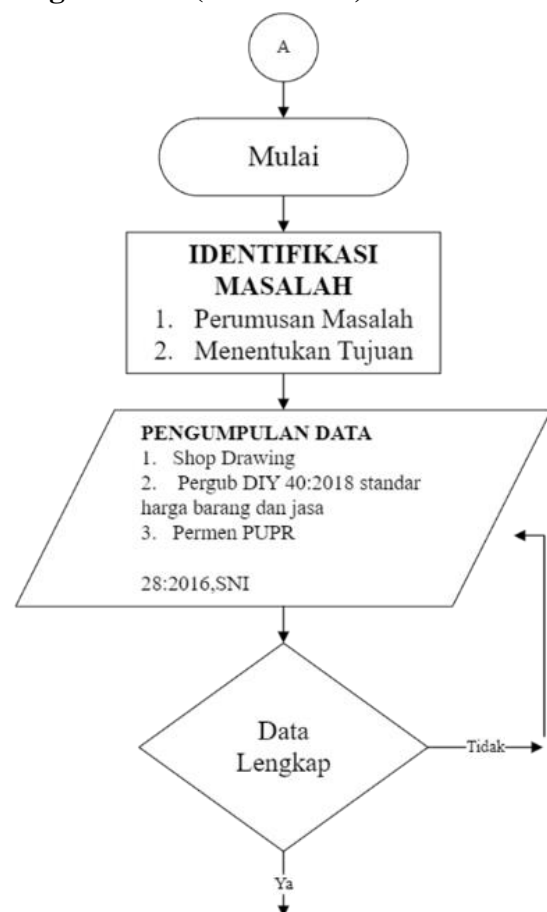 A
Mulai
IDENTIFIKASI
MASALAH
1. Perumusan Masalah
2. Menentukan Tujuan
PENGUMPULAN DATA
1. Shop Drawing
2. Pergub DIY 40:2018 standar
harga barang dan jasa
3. Permen PUPR
28:2016,SNI
Data
Lengkap
Tidak
Ya